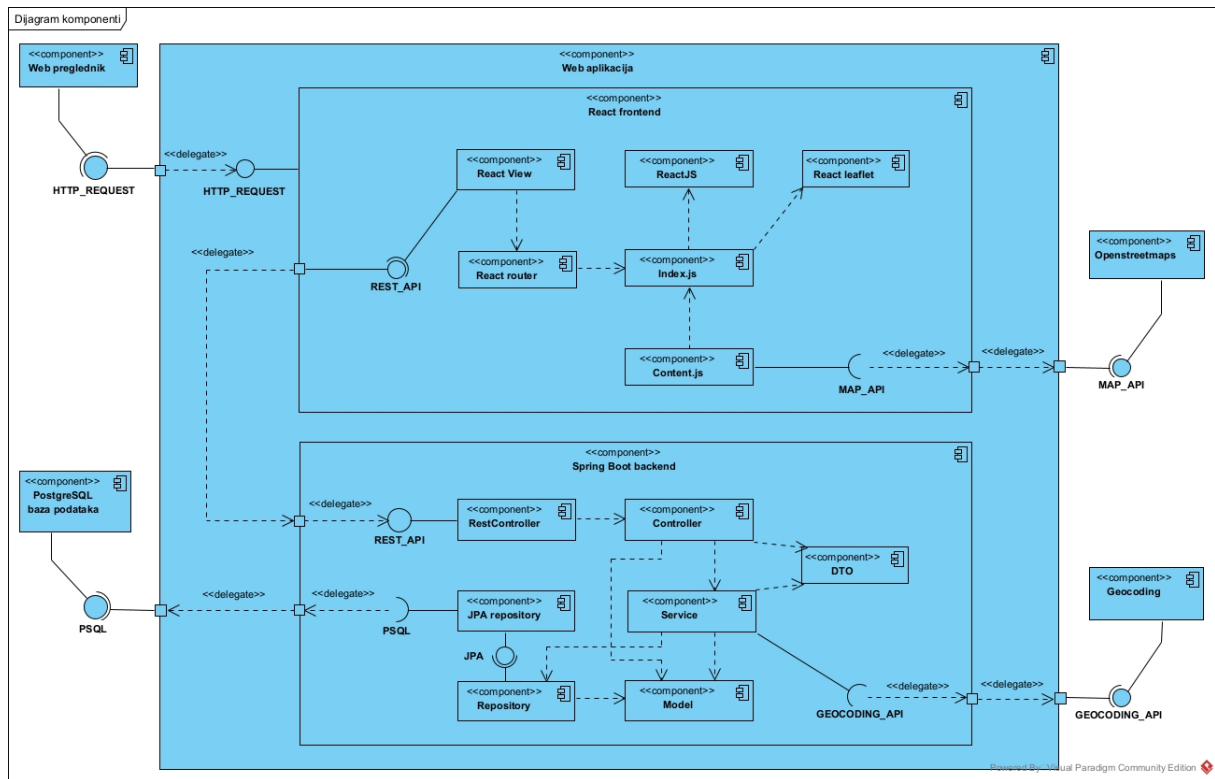 Dijagram komponenti
<<component>>
Web preglednik
<<component>>
Web aplikacija
<<component>>
React frontend
<<delegate>>
HTTP_REQUEST
HTTP_REQUEST
<<component>>
React View
<<component>>
ReactJS
<<component>>
React leaflet
<<delegate>>
REST_API
<<component>>
React router
<<component>>
Index.js
<<component>>
Openstreetmaps
<<component>>
Content.js
MAP_API
<<delegate>>
<<delegate>>
MAP_API
<<component>>
Spring Boot backend
<<component>>
PostgreSQL
baza podataka
<<delegate>>
REST_API
<<component>>
RestController
<<component>>
Controller
<<component>>
DTO
<<component>>
Geocoding
PSQL
<<delegate>>
<<delegate>>
PSQL
<<component>>
JPA repository
<<component>>
Service
JPA
<<component>>
Repository
<<component>>
Model
GEOCODING_API
<<delegate>>
<<delegate>>
GEOCODING_API
Powered By: Visual Paradigm Community Edition